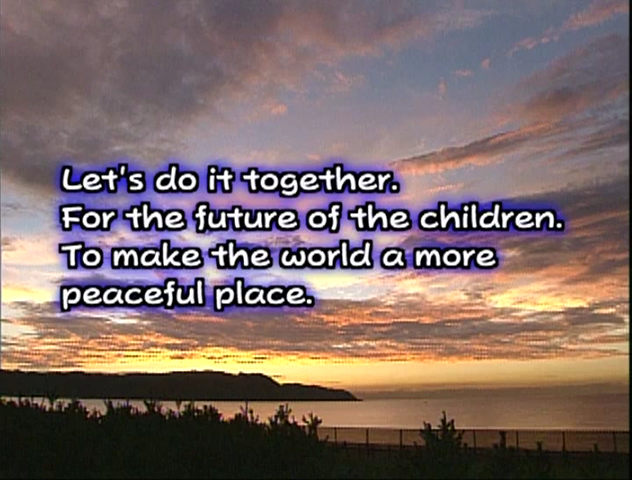 Let's do it together.
For the future of the children.
To make the world a more
peaceful place.